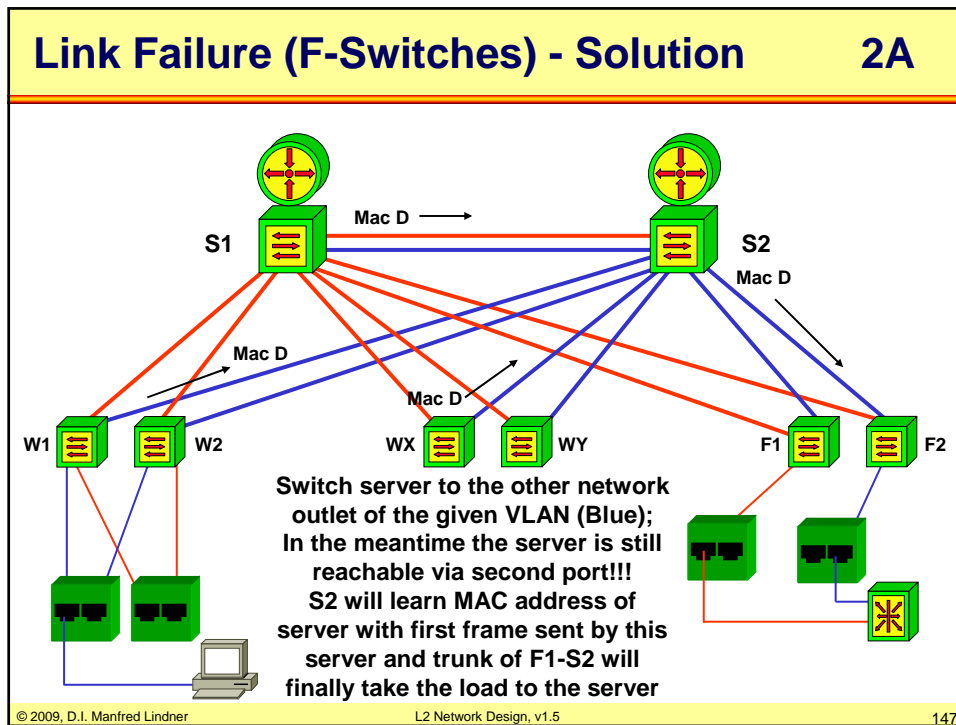 Link Failure (F-Switches) - Solution 2A
Mac D
S1
S2
Mac D
Mac D
Mac D
W1
W2
WX
WY
F1
F2
Switch server to the other network
outlet of the given VLAN (Blue);
In the meantime the server is still
reachable via second port!!!
S2 will learn MAC address of
server with first frame sent by this
server and trunk of F1-S2 will
finally take the load to the server
© 2009, D.I. Manfred Lindner
L2 Network Design, v1.5
147